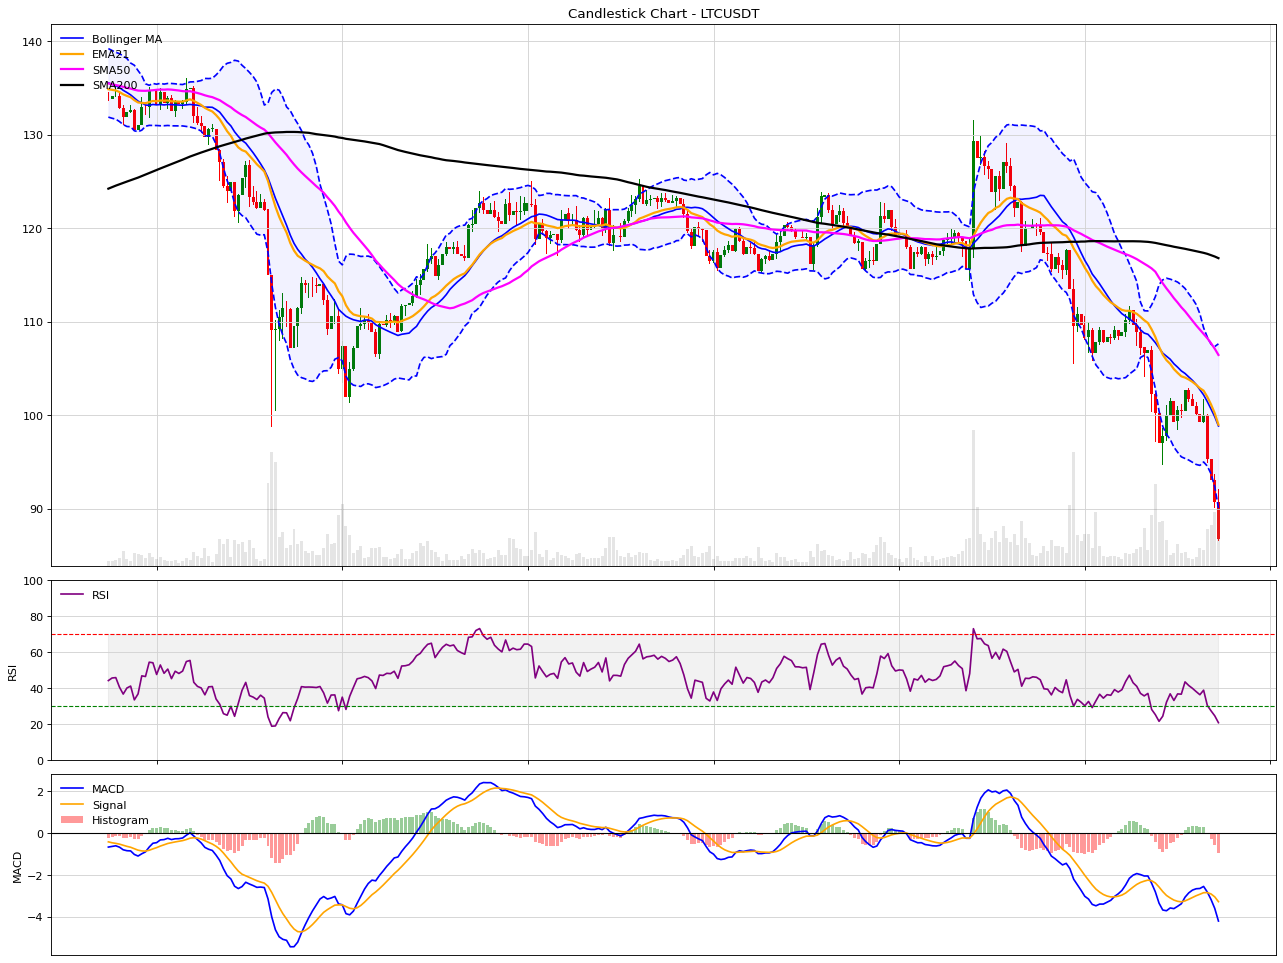 Candlestick Chart - LTCUSDT
Bollinger MA
EMA21
SMA50
SMA200
140
130
120
110
100
90
RSI
100
80
60
40
20
0
RSI
MACD
Signal
Histogram
2
0
−2
−4
MACD